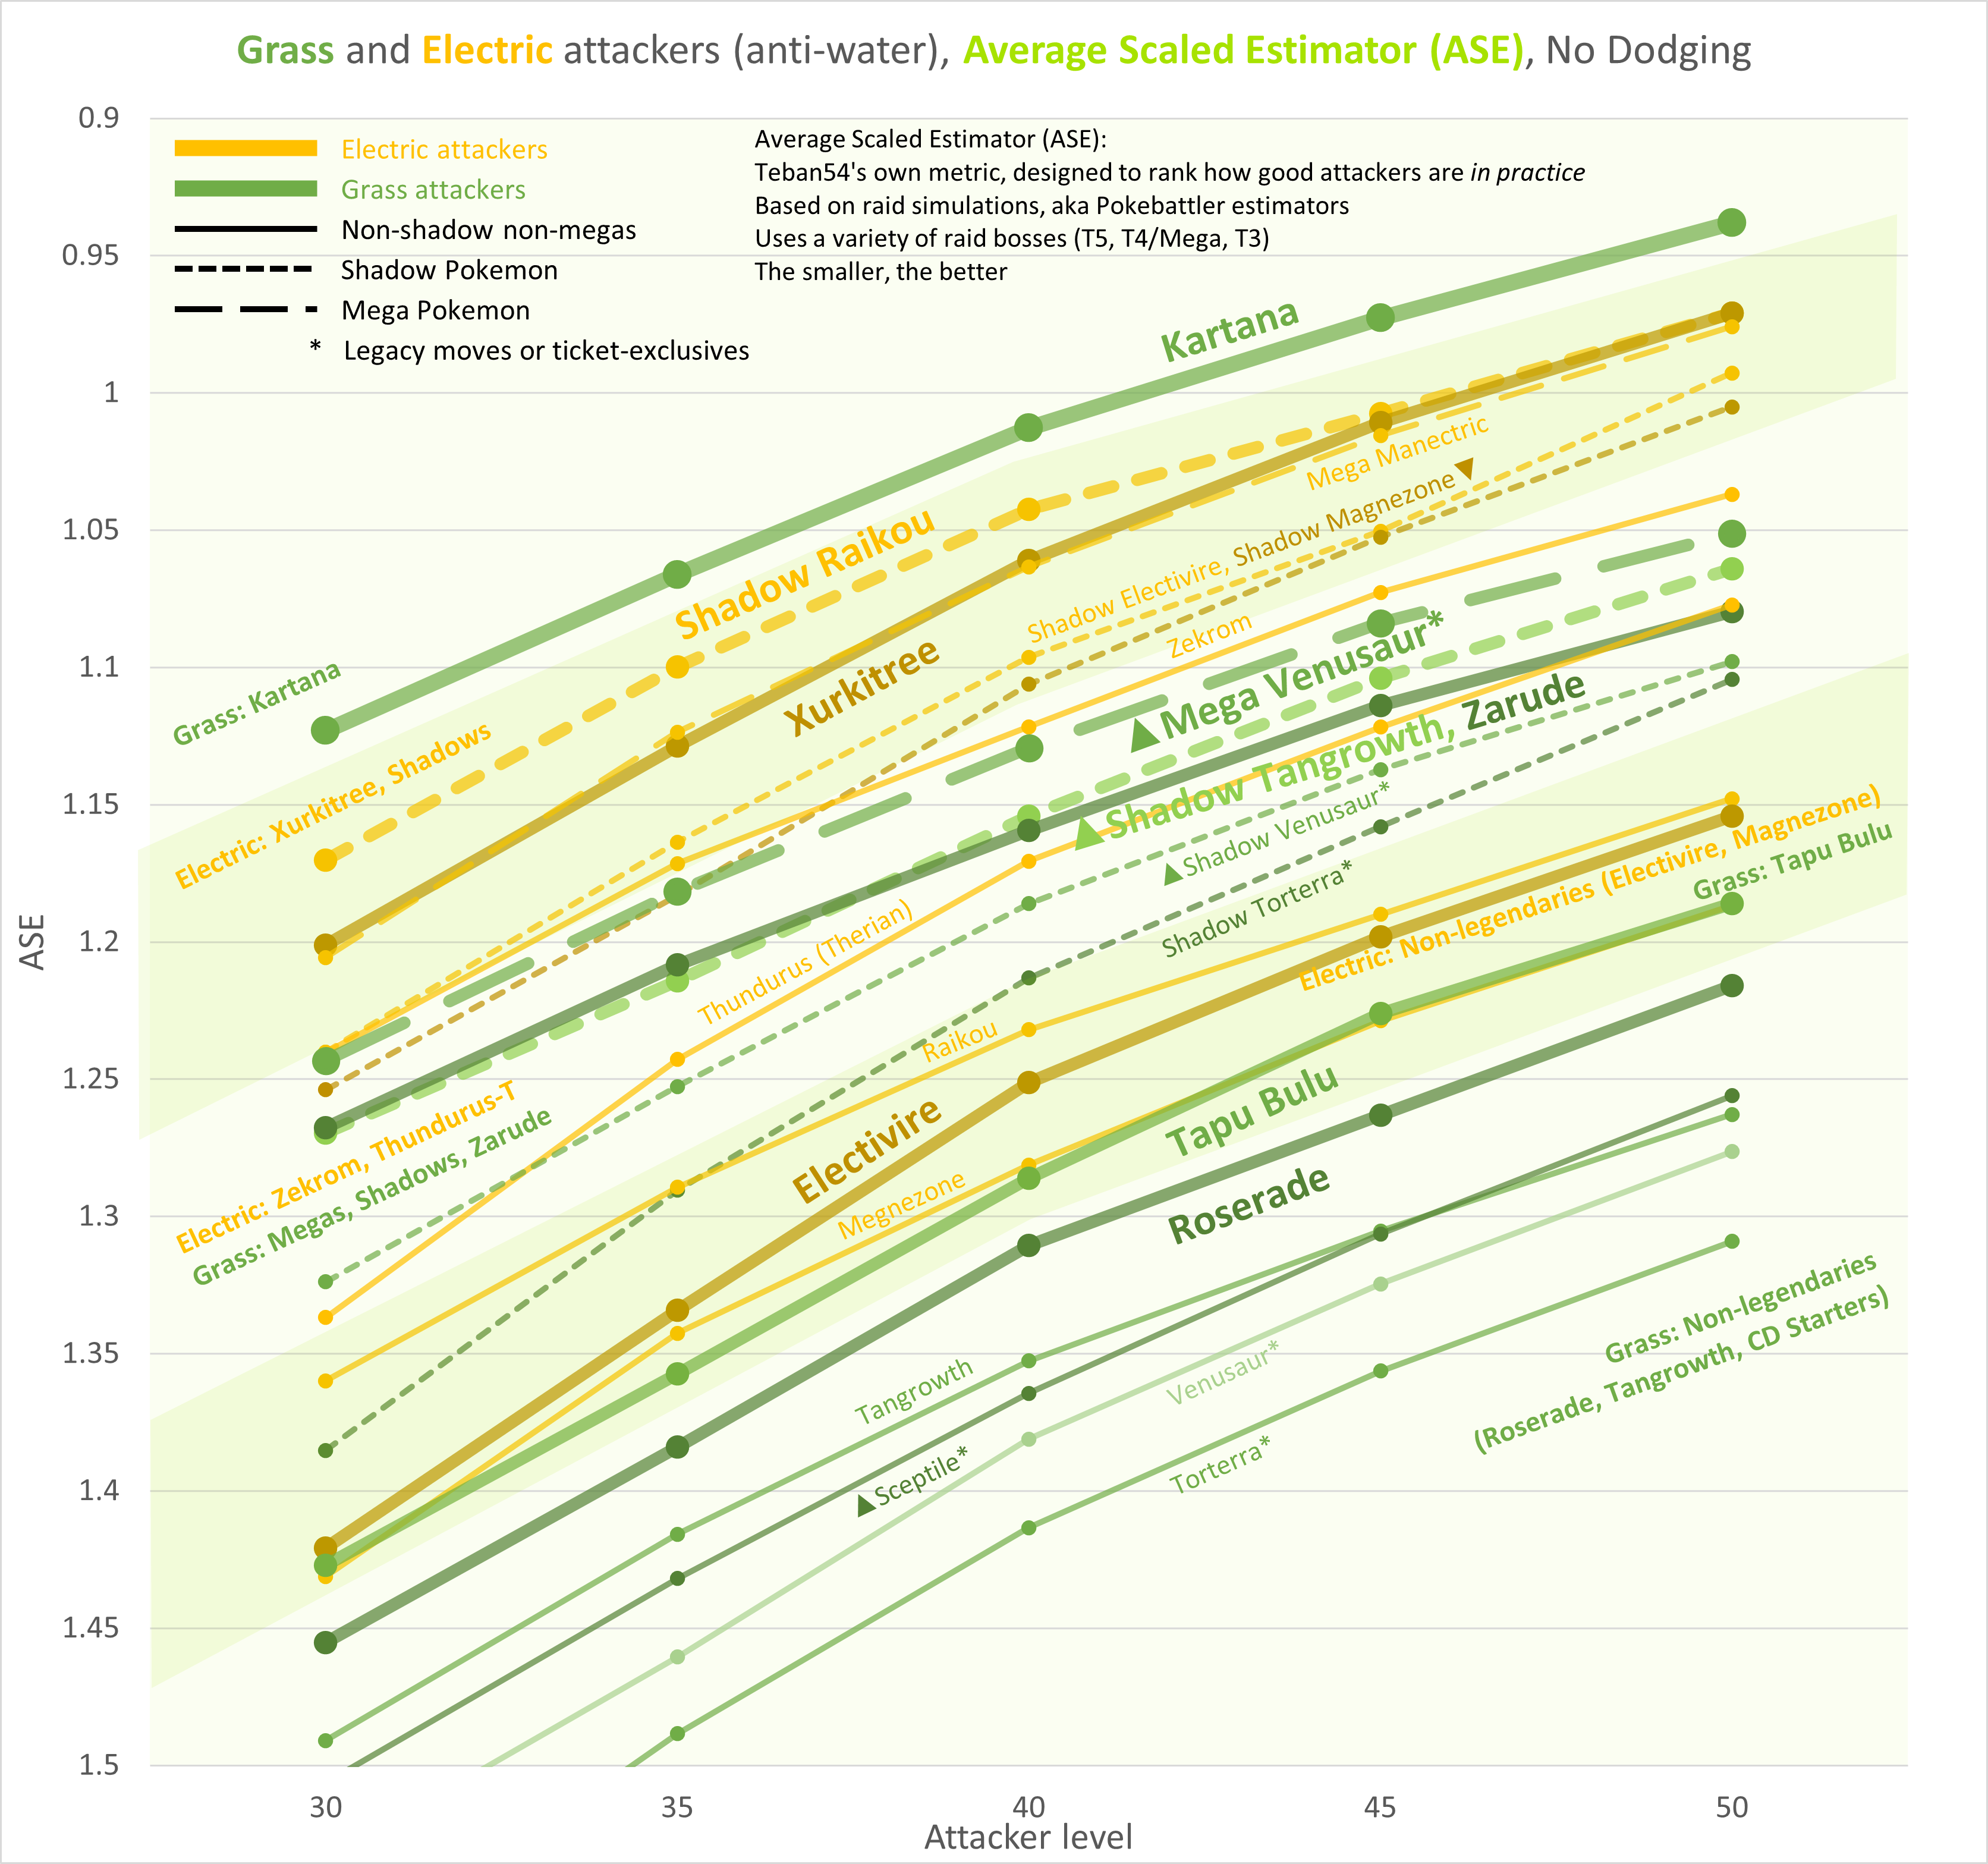 Grass and Electric attackers (anti-water), Average Scaled Estimator (ASE), No Dodging
Electric attackers
Grass attackers
Non-shadow non-megas
Shadow Pokemon
Mega Pokemon
* Legacy moves or ticket-exclusives
Average Scaled Estimator (ASE):
Teban54's own metric, designed to rank how good attackers are in practice
Based on raid simulations, aka Pokebattler estimators
Uses a variety of raid bosses (T5, T4/Mega, T3)
The smaller, the better
0.9
0.95
1
1.05
1.1
1.15
1.2
1.25
1.3
1.35
1.4
1.45
1.5
ASE
Kartana
Shadow Raikou
Mega Manectric
Shadow Electivire, Shadow Magnezone
Zekrom
Xurkitree
Mega Venusaur*
Shadow Tangrowth, Zarude
Grass: Kartana
Electric: Xurkitree, Shadows
Shadow Venusaur*
Shadow Torterra*
Thundurus (Therian)
Raikou
Electric: Non-legendaries (Electivire, Magnezone)
Grass: Tapu Bulu
Electric: Zekrom, Thundurus-T
Grass: Megas, Shadows, Zarude
Electivire
Megnezone
Tapu Bulu
Roserade
Tangrowth
Sceptile*
Venusaur*
Torterra*
Grass: Non-legendaries
(Roserade, Tangrowth, CD Starters)
30
35
40
45
50
Attacker level